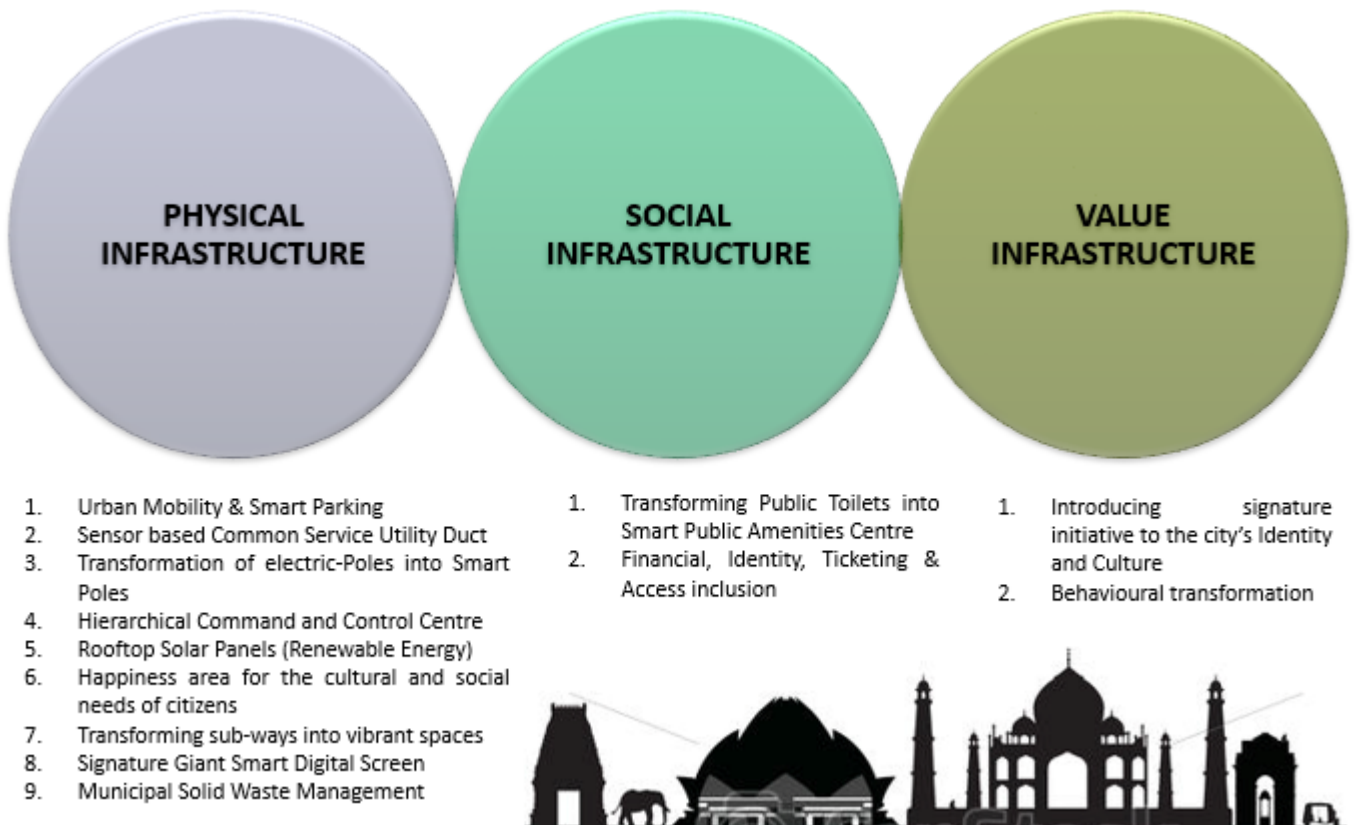 PHYSICAL
INFRASTRUCTURE
SOCIAL
INFRASTRUCTURE
VALUE
INFRASTRUCTURE
1. Urban Mobility & Smart Parking
2. Sensor based Common Service Utility Duct
3. Transformation of electric-Poles into Smart
Poles
4. Hierarchical Command and Control Centre
5. Rooftop Solar Panels (Renewable Energy)
6. Happiness area for the cultural and social
needs of citizens
7. Transforming sub-ways into vibrant spaces
8. Signature Giant Smart Digital Screen
9. Municipal Solid Waste Management
1. Transforming Public Toilets into
Smart Public Amenities Centre
2. Financial, Identity, Ticketing &
Access inclusion
1. Introducing signature
initiative to the city's Identity
and Culture
2. Behavioural transformation